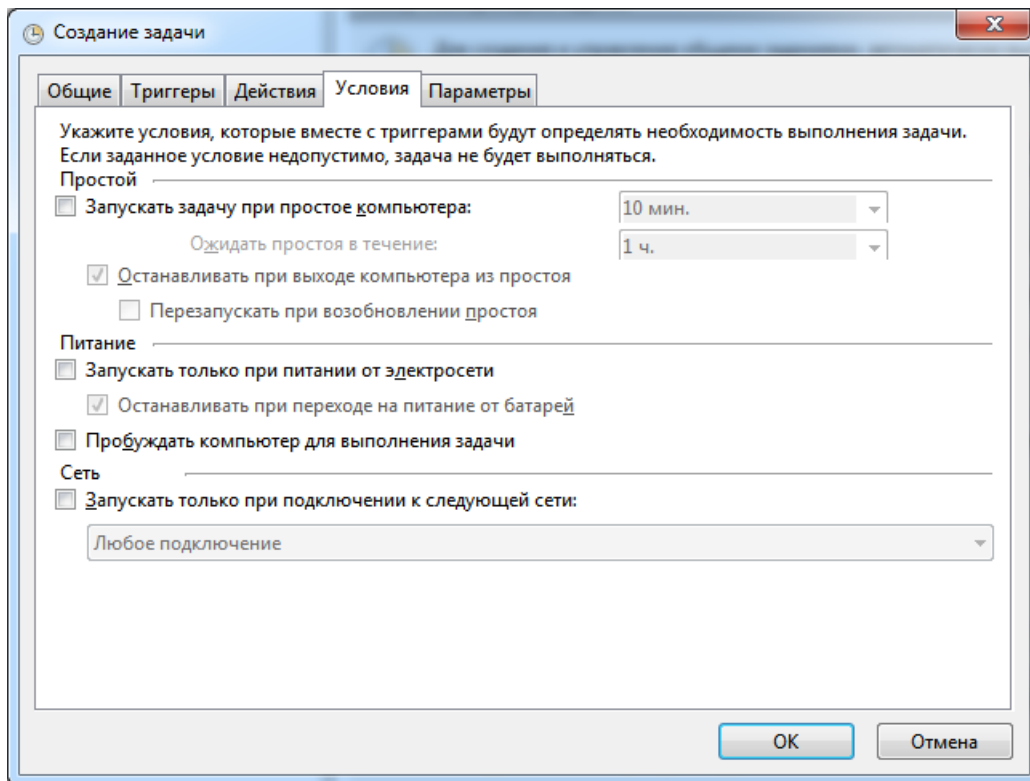 Создание задачи
Общие Триггеры Действия Условия Параметры
Укажите условия, которые вместе с триггерами будут определять необходимость выполнения задачи.
Если заданное условие недопустимо, задача не будет выполняться.
Простой
Запускать задачу при простое компьютера: 10 мин.
Ожидать простоя в течение: 1 ч.
Останавливать при выходе компьютера из простоя
Перезапускать при возобновлении простоя
Питание
Запускать только при питании от электросети
Останавливать при переходе на питание от батарей
Пробуждать компьютер для выполнения задачи
Сеть
Запускать только при подключении к следующей сети:
Любое подключение
ОК Отмена